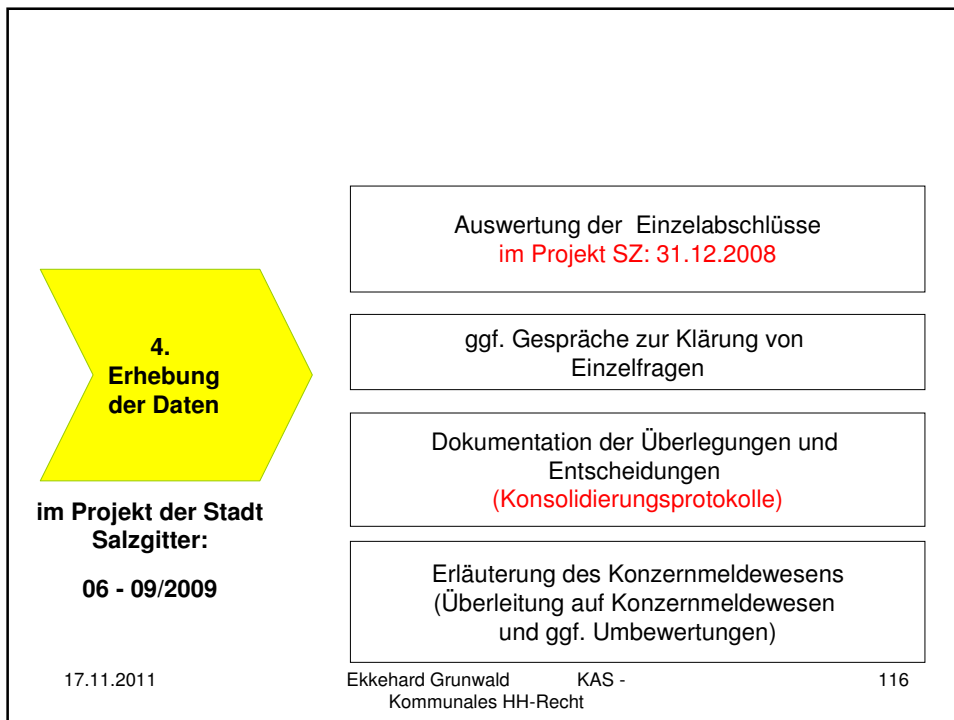 4.
Erhebung
der Daten
im Projekt der Stadt
Salzgitter:
06 - 09/2009
Auswertung der  Einzelabschlüsse
im Projekt SZ: 31.12.2008
ggf. Gespräche zur Klärung von
Einzelfragen
Dokumentation der Überlegungen und
Entscheidungen
(Konsolidierungsprotokolle)
Erläuterung des Konzernmeldewesens
(Überleitung auf Konzernmeldewesen
und ggf. Umbewertungen)
17.11.2011 Ekkehard Grunwald KAS - 116
Kommunales HH-Recht